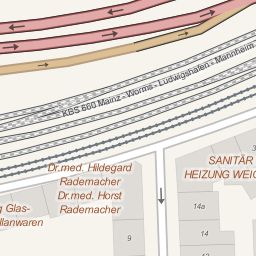 KBS 660 Mainz - Worms - Ludwigshafen - Mannheim
Dr.med. Hildegard
Rademacher
Dr.med. Horst
Rademacher
SANITÄR
HEIZUNG WEIG
Glas-
llanwaren
14a
14
9